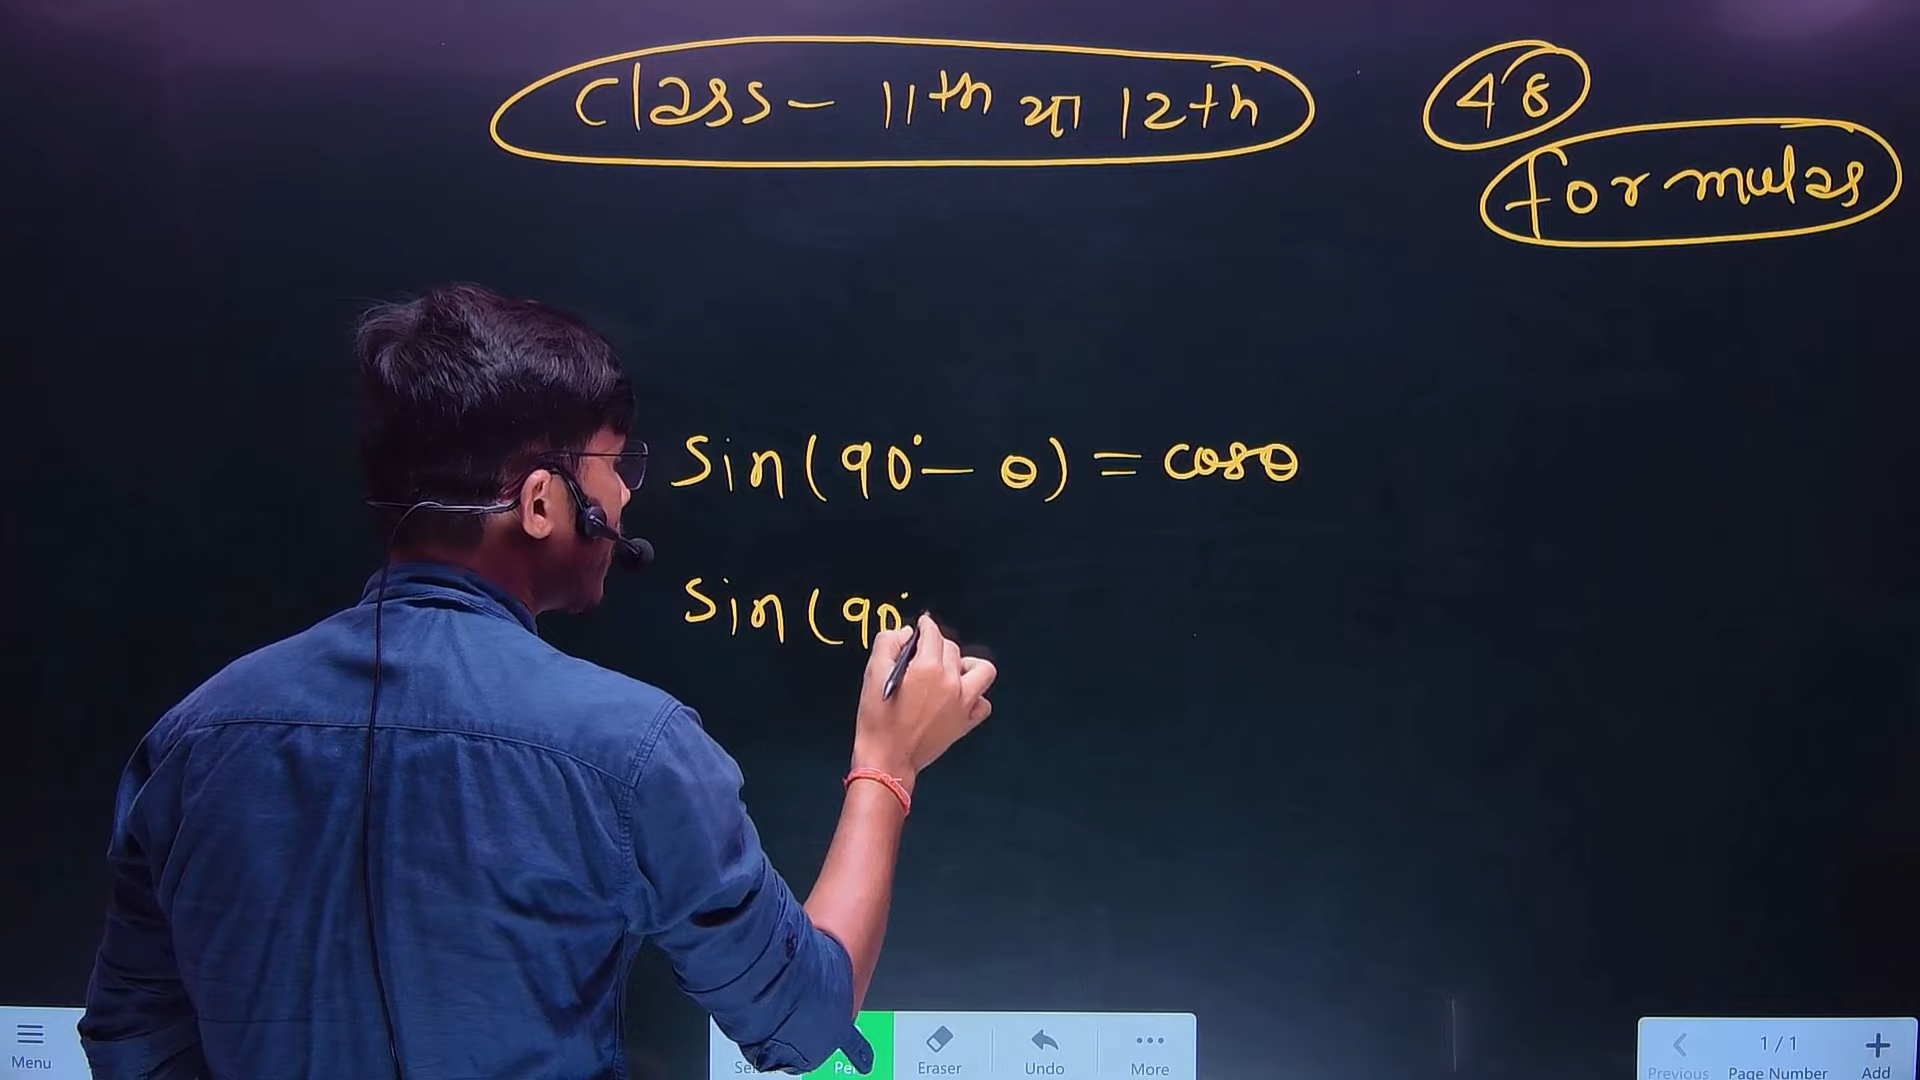 Class - 11th या 12th
48
formulas
Sin(90°- θ) = cosθ
Sin(90°
Menu
Eraser
Undo
More
1/1
Previous
Page Number
Add